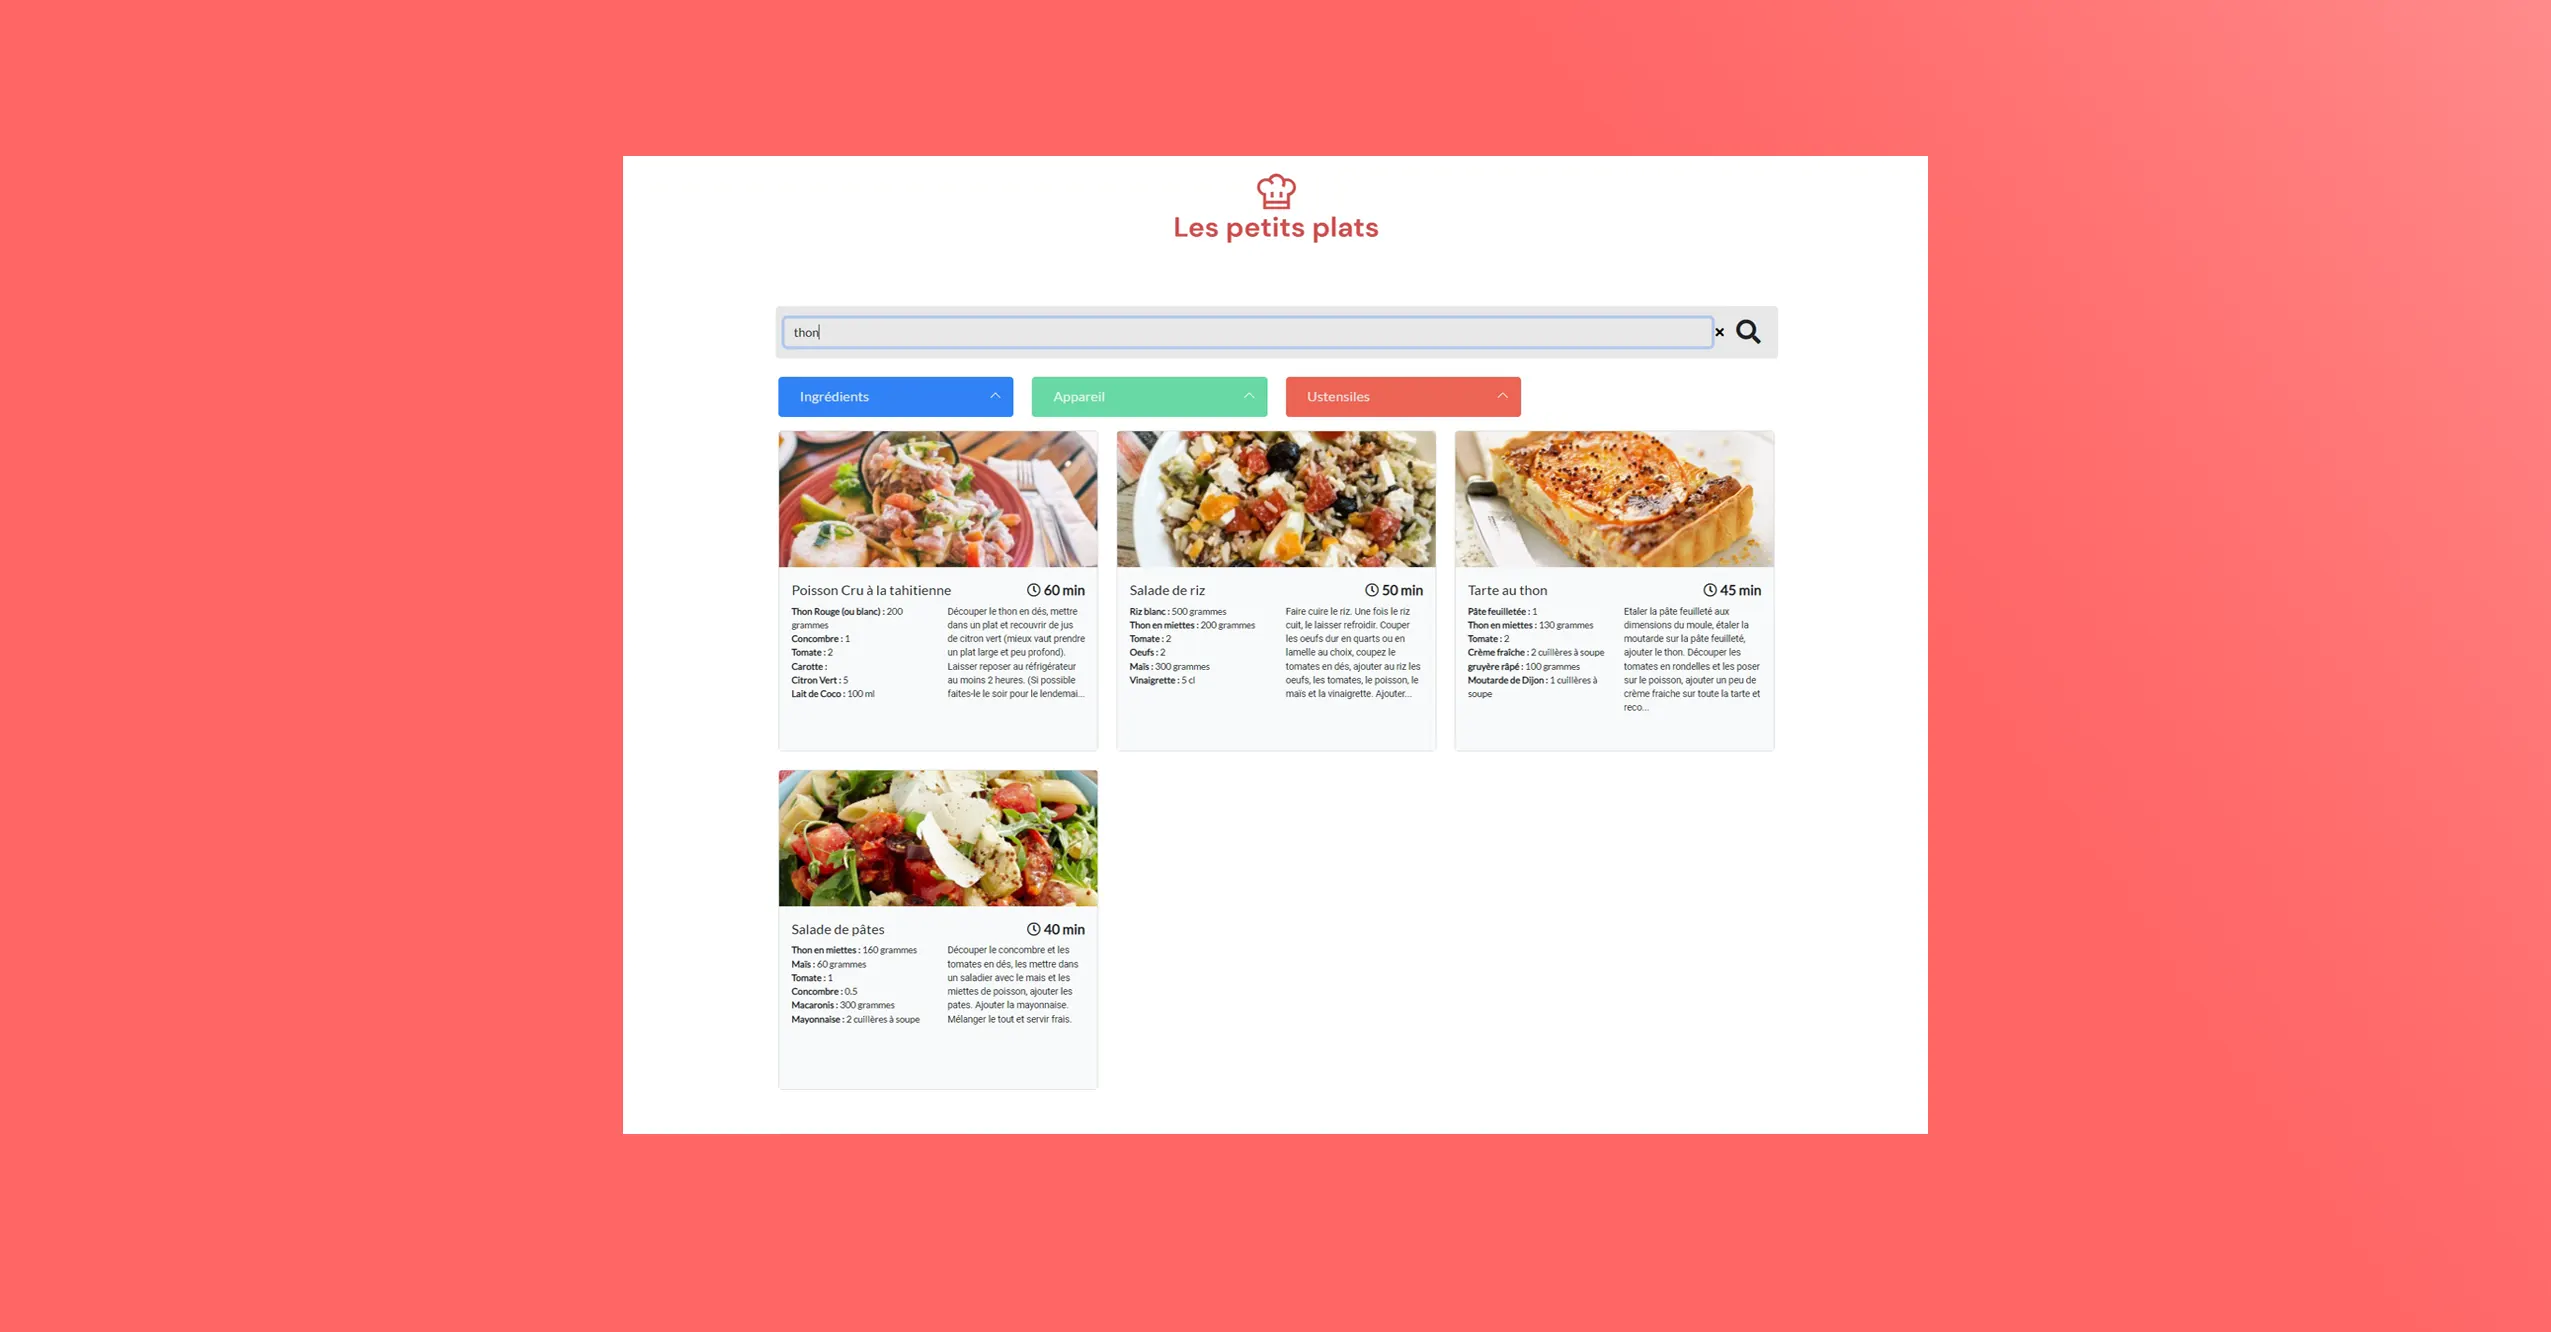 Les petits plats
thon
Ingrédients
Appareil
Ustensiles
Poisson Cru à la tahitienne
60 min
Thon Rouge (ou blanc) : 200
grammes
Concombre : 1
Tomate : 2
Carotte :
Citron Vert : 5
Lait de Coco : 100 ml
Découper le thon en dés, mettre
dans un plat et recouvrir de jus
de citron vert (mieux vaut prendre
un plat large et peu profond).
Laisser reposer au réfrigérateur
au moins 2 heures. (Si possible
faites-le le soir pour le lendemai...
Salade de riz
50 min
Riz blanc : 500 grammes
Thon en miettes : 200 grammes
Tomate : 2
Oeufs : 2
Maïs : 300 grammes
Vinaigrette : 5 cl
Faire cuire le riz. Une fois le riz
cuit, le laisser refroidir. Couper
les oeufs dur en quarts ou en
lamelle au choix, coupez le
tomates en dés, ajouter au riz les
oeufs, les tomates, le poisson, le
maïs et la vinaigrette. Ajouter...
Tarte au thon
45 min
Pâte feuilletée : 1
Thon en miettes : 130 grammes
Tomate : 2
Crème fraîche : 2 cuillères à soupe
gruyère râpé : 100 grammes
Moutarde de Dijon : 1 cuillères à
soupe
Etaler la pâte feuilleté aux
dimensions du moule, étaler la
moutarde sur la pâte feuilleté,
ajouter le thon. Découper les
tomates en rondelles et les poser
sur le poisson, ajouter un peu de
crème fraiche sur toute la tarte et
reco...
Salade de pâtes
40 min
Thon en miettes : 160 grammes
Maïs : 60 grammes
Tomate : 1
Concombre : 0.5
Macaronis : 300 grammes
Mayonnaise : 2 cuillères à soupe
Découper le concombre et les
tomates en dés, les mettre dans
un saladier avec le mais et les
miettes de poisson, ajouter les
pates. Ajouter la mayonnaise.
Mélanger le tout et servir frais.